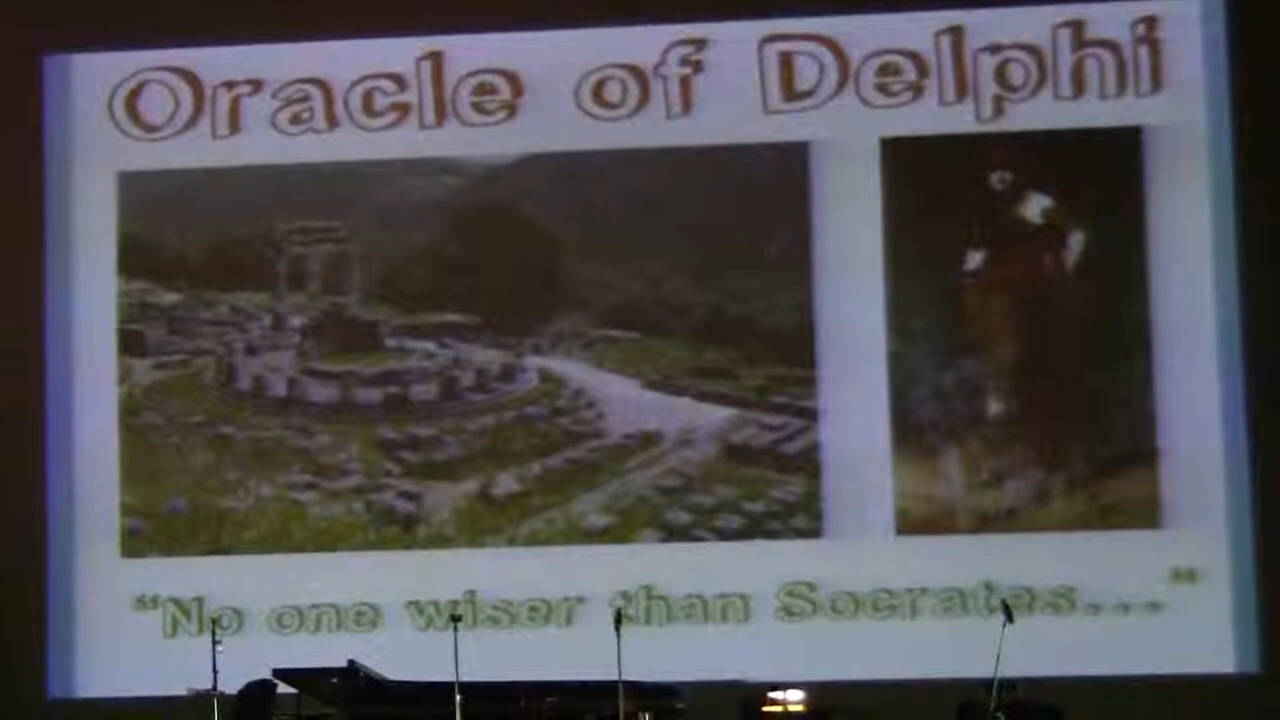 Oracle of Delphi
“No one wiser than Socrates...”